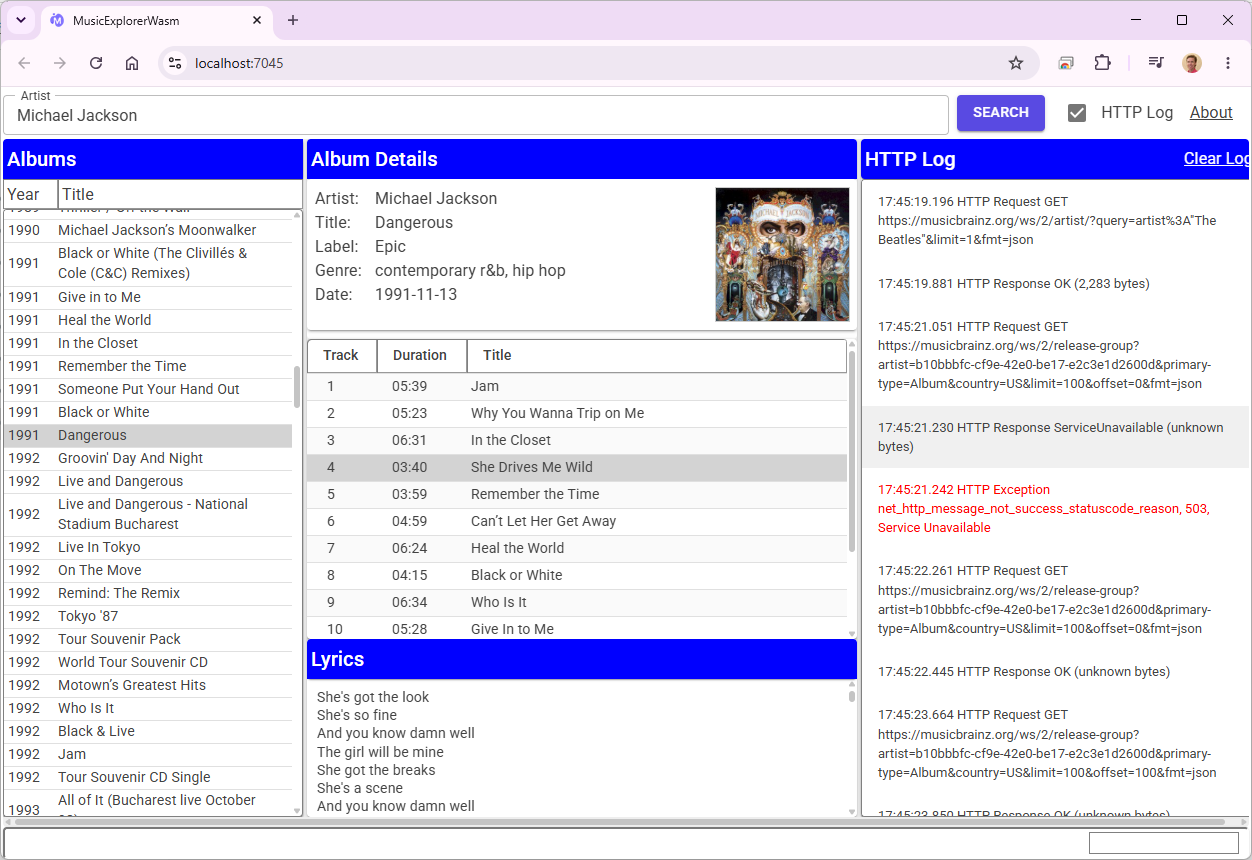 MusicExplorerWasm
localhost:7045
Artist
Michael Jackson
SEARCH
HTTP Log
About
Albums
Year Title
1989 Thriller / Off the Wall
1990 Michael Jackson’s Moonwalker
1991 Black or White (The Clivillés &
Cole (C&C) Remixes)
1991 Give in to Me
1991 Heal the World
1991 In the Closet
1991 Remember the Time
1991 Someone Put Your Hand Out
1991 Black or White
1991 Dangerous
1992 Groovin' Day And Night
1992 Live and Dangerous
1992 Live and Dangerous - National
Stadium Bucharest
1992 Live In Tokyo
1992 On The Move
1992 Remind: The Remix
1992 Tokyo '87
1992 Tour Souvenir Pack
1992 World Tour Souvenir CD
1992 Motown’s Greatest Hits
1992 Who Is It
1992 Black & Live
1992 Jam
1992 Tour Souvenir CD Single
1993 All of It (Bucharest live October
Album Details
Artist: Michael Jackson
Title: Dangerous
Label: Epic
Genre: contemporary r&b, hip hop
Date: 1991-11-13
MICHAEL JACKSON
Track Duration Title
1 05:39 Jam
2 05:23 Why You Wanna Trip on Me
3 06:31 In the Closet
4 03:40 She Drives Me Wild
5 03:59 Remember the Time
6 04:59 Can’t Let Her Get Away
7 06:24 Heal the World
8 04:15 Black or White
9 06:34 Who Is It
10 05:28 Give In to Me
Lyrics
She's got the look
She's so fine
And you know damn well
The girl will be mine
She got the breaks
She's a scene
And you know damn well
HTTP Log
Clear Log
17:45:19.196 HTTP Request GET
https://musicbrainz.org/ws/2/artist/?query=artist%3A"The
Beatles"&limit=1&fmt=json
17:45:19.881 HTTP Response OK (2,283 bytes)
17:45:21.051 HTTP Request GET
https://musicbrainz.org/ws/2/release-group?
artist=b10bbbfc-cf9e-42e0-be17-e2c3e1d2600d&primary-
type=Album&country=US&limit=100&offset=0&fmt=json
17:45:21.230 HTTP Response ServiceUnavailable (unknown
bytes)
17:45:21.242 HTTP Exception
net_http_message_not_success_statuscode_reason, 503,
Service Unavailable
17:45:22.261 HTTP Request GET
https://musicbrainz.org/ws/2/release-group?
artist=b10bbbfc-cf9e-42e0-be17-e2c3e1d2600d&primary-
type=Album&country=US&limit=100&offset=0&fmt=json
17:45:22.445 HTTP Response OK (unknown bytes)
17:45:23.664 HTTP Request GET
https://musicbrainz.org/ws/2/release-group?
artist=b10bbbfc-cf9e-42e0-be17-e2c3e1d2600d&primary-
type=Album&country=US&limit=100&offset=100&fmt=json
17:45:23.850 HTTP Response OK (unknown bytes)